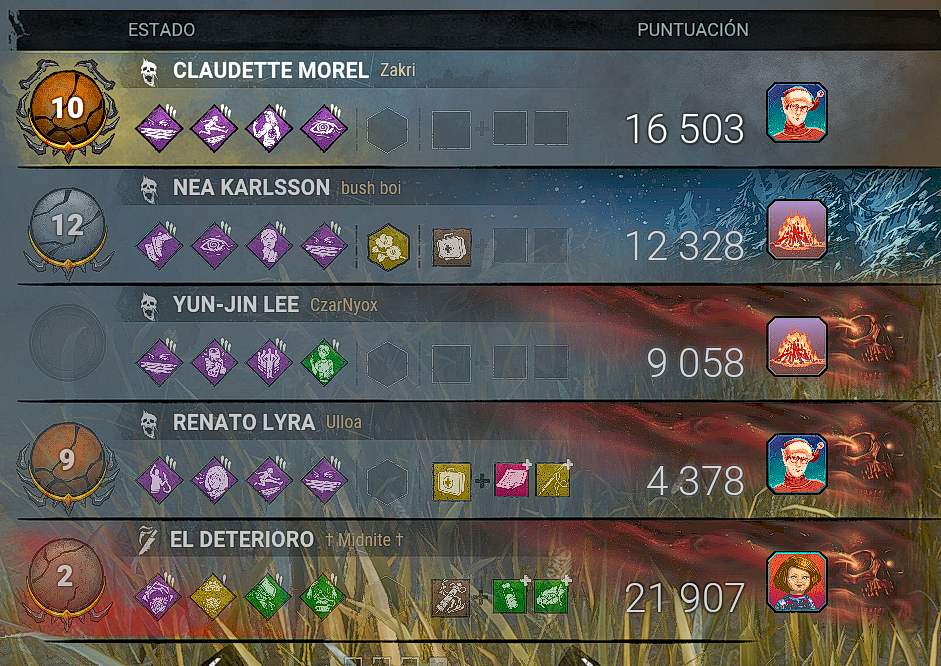 ESTADO PUNTUACIÓN
CLAUDETTE MOREL Zakri
10
16 503
NEA KARLSSON bush boi
12
12 328
YUN-JIN LEE CzarNyox
9 058
RENATO LYRA Ulloa
9
4 378
EL DETERIORO † Midnite †
2
21 907